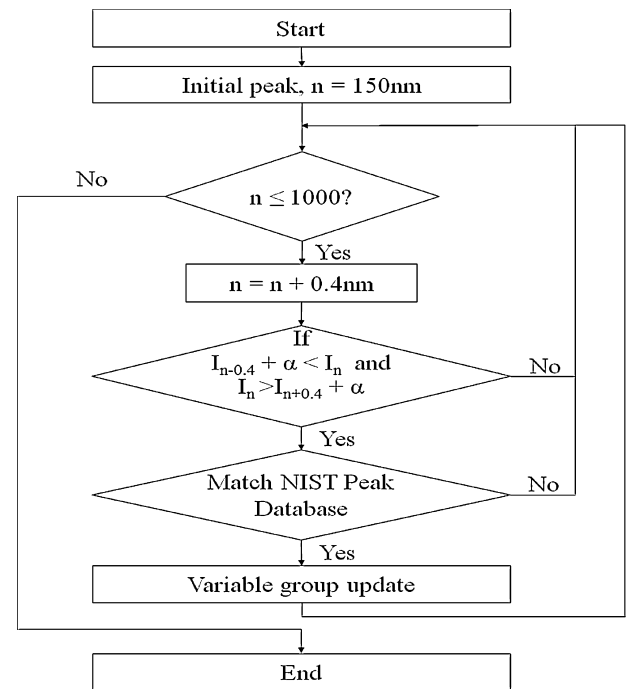 Start
Initial peak, n = 150nm
No
n ≤ 1000?
Yes
n = n + 0.4nm
If
Iₙ₋₀.₄ + α < Iₙ and
Iₙ >Iₙ₊₀.₄ + α
No
Yes
Match NIST Peak
Database
No
Yes
Variable group update
End